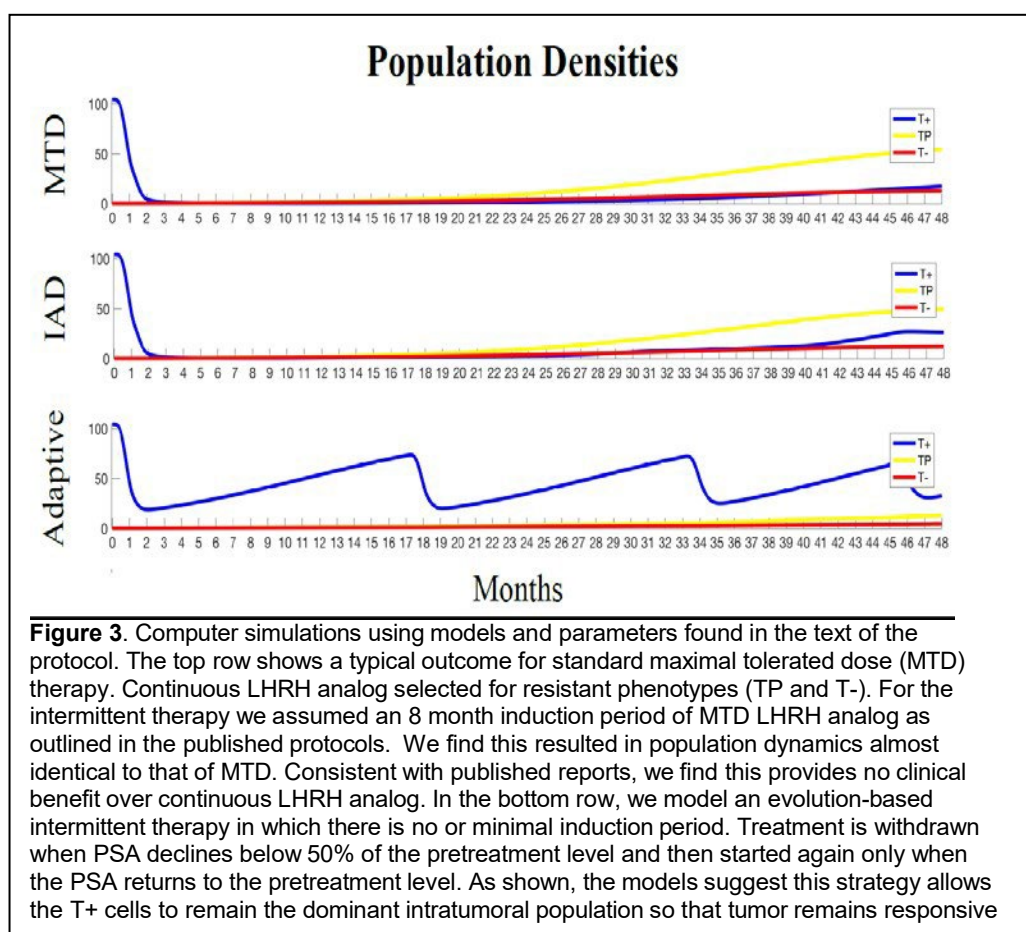 Population Densities
MTD
100
50
0
T+
TP
T-
0 1 2 3 4 5 6 7 8 9 10 11 12 13 14 15 16 17 18 19 20 21 22 23 24 25 26 27 28 29 30 31 32 33 34 35 36 37 38 39 40 41 42 43 44 45 46 47 48
IAD
100
50
0
T+
TP
T-
0 1 2 3 4 5 6 7 8 9 10 11 12 13 14 15 16 17 18 19 20 21 22 23 24 25 26 27 28 29 30 31 32 33 34 35 36 37 38 39 40 41 42 43 44 45 46 47 48
Adaptive
100
50
0
T+
TP
T-
0 1 2 3 4 5 6 7 8 9 10 11 12 13 14 15 16 17 18 19 20 21 22 23 24 25 26 27 28 29 30 31 32 33 34 35 36 37 38 39 40 41 42 43 44 45 46 47 48
Months
Figure 3. Computer simulations using models and parameters found in the text of the
protocol. The top row shows a typical outcome for standard maximal tolerated dose (MTD)
therapy. Continuous LHRH analog selected for resistant phenotypes (TP and T-). For the
intermittent therapy we assumed an 8 month induction period of MTD LHRH analog as
outlined in the published protocols. We find this resulted in population dynamics almost
identical to that of MTD. Consistent with published reports, we find this provides no clinical
benefit over continuous LHRH analog. In the bottom row, we model an evolution-based
intermittent therapy in which there is no or minimal induction period. Treatment is withdrawn
when PSA declines below 50% of the pretreatment level and then started again only when
the PSA returns to the pretreatment level. As shown, the models suggest this strategy allows
the T+ cells to remain the dominant intratumoral population so that tumor remains responsive